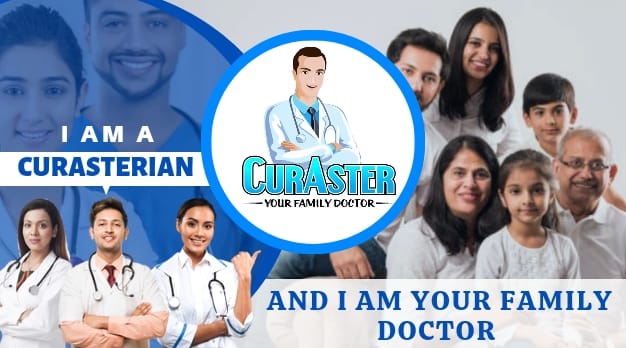 I AM A
CURASTERIAN
CURASTER
YOUR FAMILY DOCTOR
AND I AM YOUR FAMILY
DOCTOR